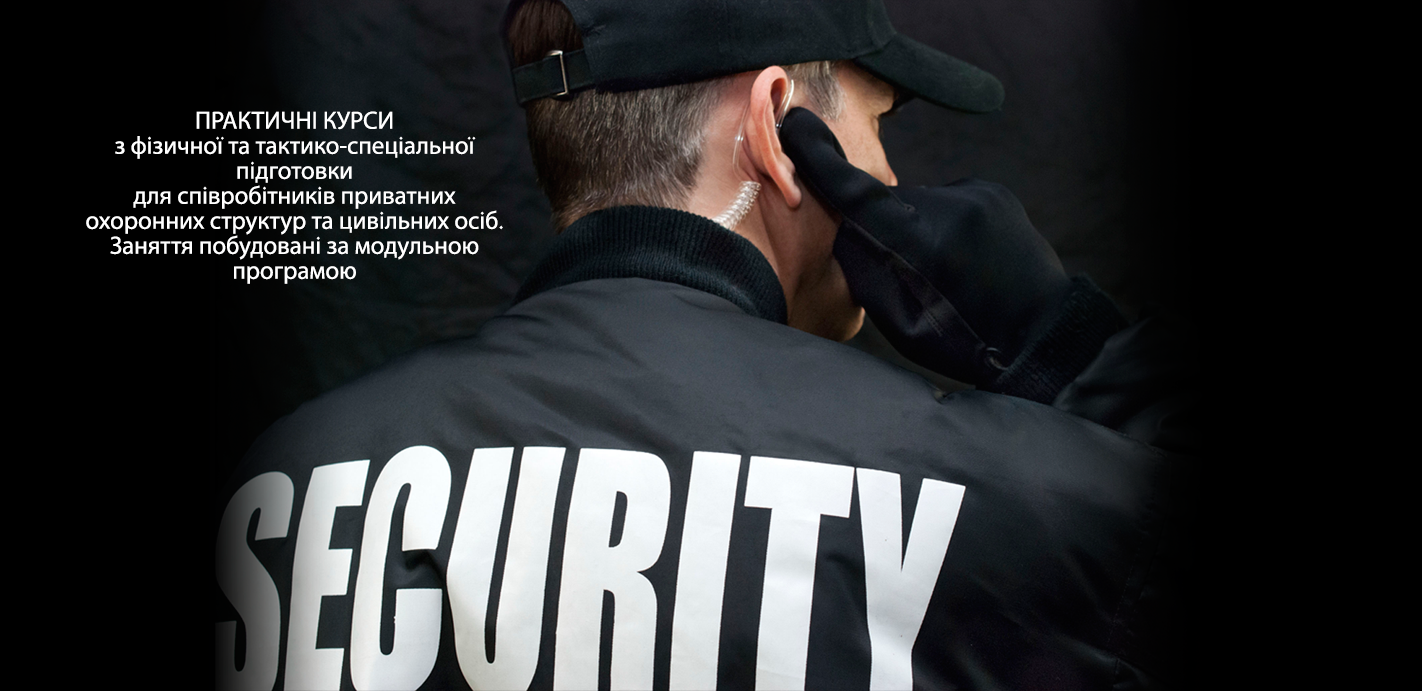 ПРАКТИЧНІ КУРСИ
з фізичної та тактико-спеціальної
підготовки
для співробітників приватних
охоронних структур та цивільних осіб.
Заняття побудовані за модульною
програмою
SECURITY